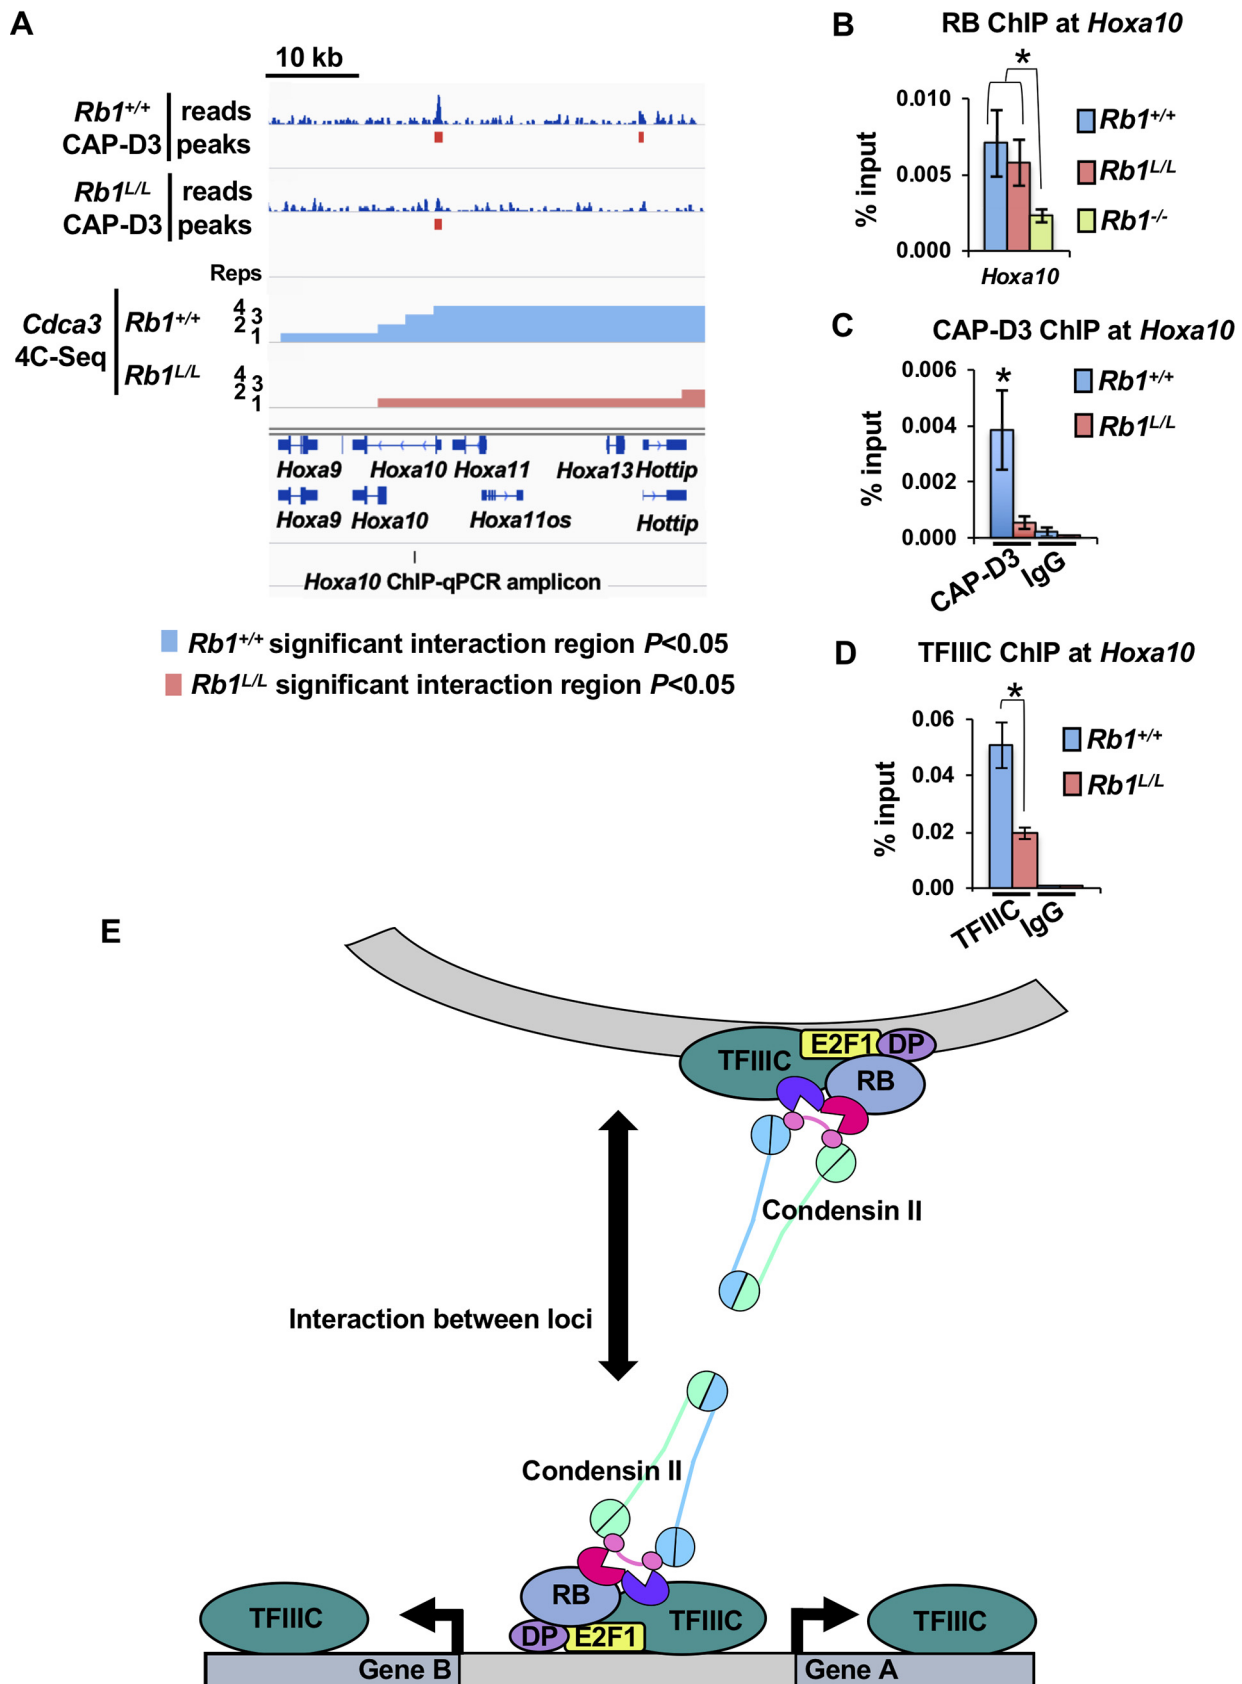 A
10 kb
Rb1+/+ reads
CAP-D3 peaks
Rb1L/L reads
CAP-D3 peaks
Reps
Cdca3
4C-Seq
Rb1+/+
4
3
2
1
Rb1L/L
4
3
2
1
Hoxa9 Hoxa10 Hoxa11 Hoxa13 Hottip
Hoxa9 Hoxa10 Hoxa11os Hottip
Hoxa10 ChIP-qPCR amplicon
Rb1+/+ significant interaction region P<0.05
Rb1L/L significant interaction region P<0.05
B
RB ChIP at Hoxa10
*
0.010
0.005
0.000
% input
Hoxa10
Rb1+/+
Rb1L/L
Rb1-/-
C
CAP-D3 ChIP at Hoxa10
*
0.006
0.004
0.002
0.000
% input
CAP-D3
IgG
Rb1+/+
Rb1L/L
D
TFIIIC ChIP at Hoxa10
*
0.06
0.04
0.02
0.00
% input
TFIIIC
IgG
Rb1+/+
Rb1L/L
E
TFIIIC E2F1 DP
RB
Condensin II
Interaction between loci
Condensin II
RB
TFIIIC DP E2F1 TFIIIC TFIIIC
Gene B Gene A